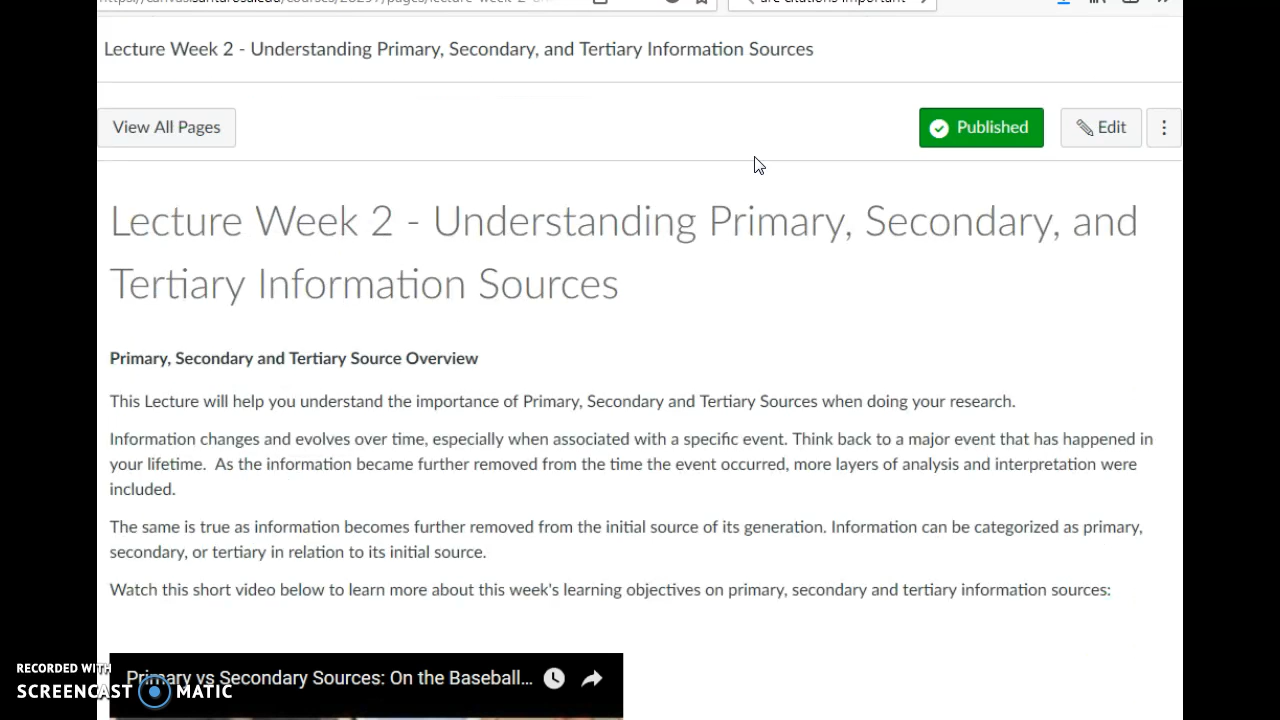 Lecture Week 2 - Understanding Primary, Secondary, and Tertiary Information Sources
View All Pages
Published
Edit
Lecture Week 2 - Understanding Primary, Secondary, and
Tertiary Information Sources
Primary, Secondary and Tertiary Source Overview
This Lecture will help you understand the importance of Primary, Secondary and Tertiary Sources when doing your research.
Information changes and evolves over time, especially when associated with a specific event. Think back to a major event that has happened in
your lifetime.  As the information became further removed from the time the event occurred, more layers of analysis and interpretation were
included.
The same is true as information becomes further removed from the initial source of its generation. Information can be categorized as primary,
secondary, or tertiary in relation to its initial source.
Watch this short video below to learn more about this week's learning objectives on primary, secondary and tertiary information sources:
Primary vs Secondary Sources: On the Baseball...
RECORDED WITH
SCREENCAST MATIC